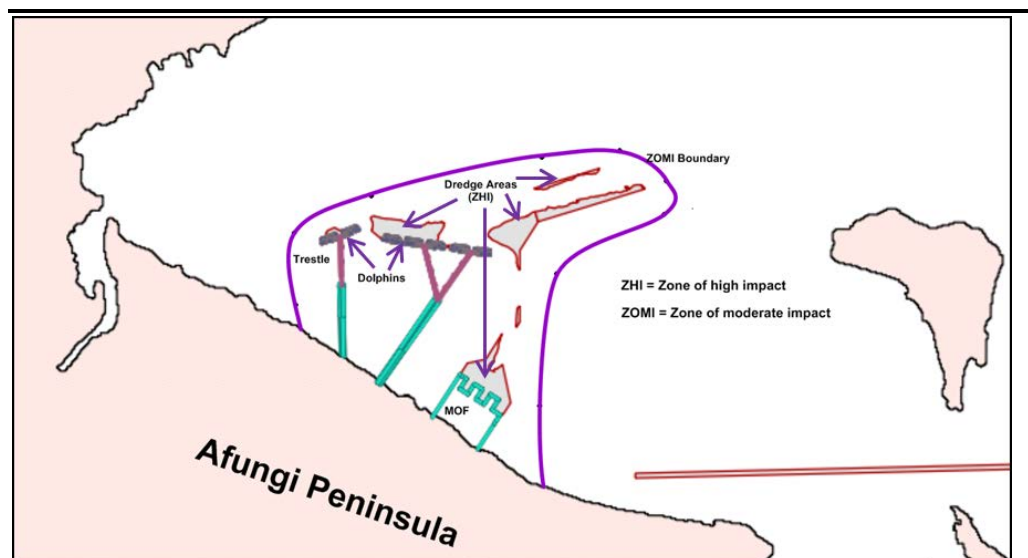 ZOMI Boundary
Dredge Areas
(ZHI)
Trestle
Dolphins
ZHI = Zone of high impact
ZOMI = Zone of moderate impact
MOF
Afungi Peninsula